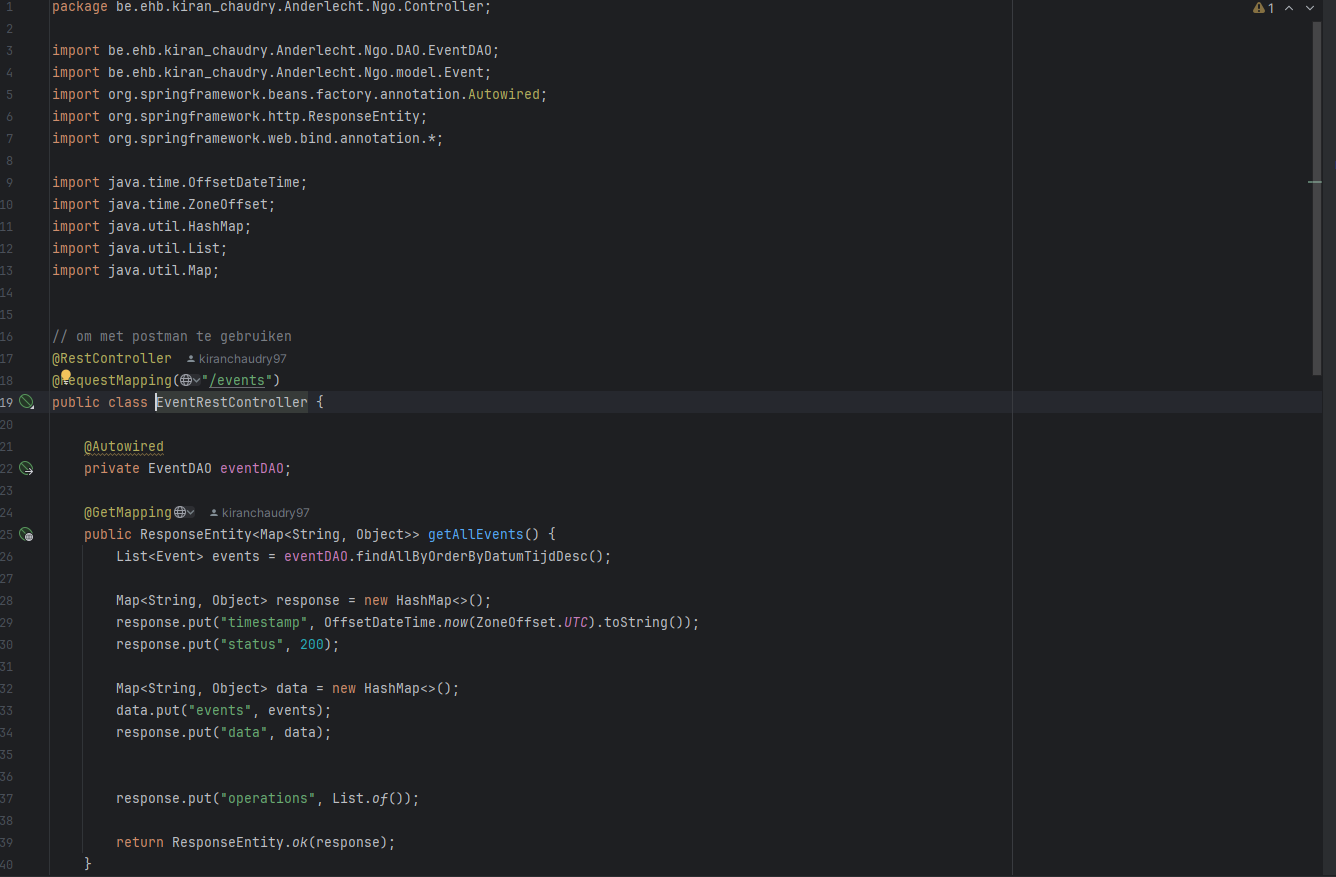 1 package be.ehb.kiran_chaudry.Anderlecht.Ngo.Controller;
1
2
3 import be.ehb.kiran_chaudry.Anderlecht.Ngo.DAO.EventDAO;
4 import be.ehb.kiran_chaudry.Anderlecht.Ngo.model.Event;
5 import org.springframework.beans.factory.annotation.Autowired;
6 import org.springframework.http.ResponseEntity;
7 import org.springframework.web.bind.annotation.*;
8
9 import java.time.OffsetDateTime;
10 import java.time.ZoneOffset;
11 import java.util.HashMap;
12 import java.util.List;
13 import java.util.Map;
14
15
16 // om met postman te gebruiken
17 @RestController kiranchaudry97
18 @RequestMapping("/events")
19 public class EventRestController {
20
21 @Autowired
22 private EventDAO eventDAO;
23
24 @GetMapping kiranchaudry97
25 public ResponseEntity<Map<String, Object>> getAllEvents() {
26 List<Event> events = eventDAO.findAllByOrderByDatumTijdDesc();
27
28 Map<String, Object> response = new HashMap<>();
29 response.put("timestamp", OffsetDateTime.now(ZoneOffset.UTC).toString());
30 response.put("status", 200);
31
32 Map<String, Object> data = new HashMap<>();
33 data.put("events", events);
34 response.put("data", data);
35
36
37 response.put("operations", List.of());
38
39 return ResponseEntity.ok(response);
40 }